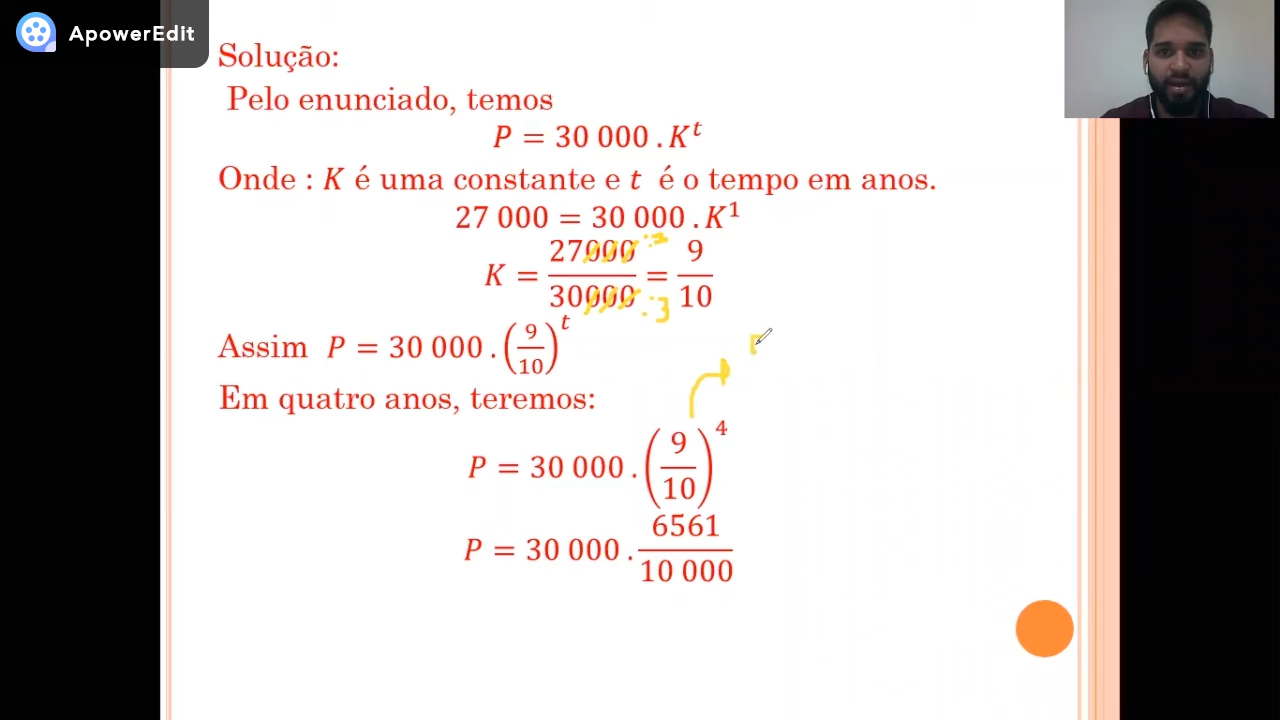 ApowerEdit
Solução:
Pelo enunciado, temos
P = 30 000 . K^t
Onde : K é uma constante e t é o tempo em anos.
27 000 = 30 000 . K^1
K = 27000/30000 = 9/10
:3
:3
Assim P = 30 000 . (9/10)^t
Em quatro anos, teremos:
P = 30 000 . (9/10)^4
P = 30 000 . 6561/10 000